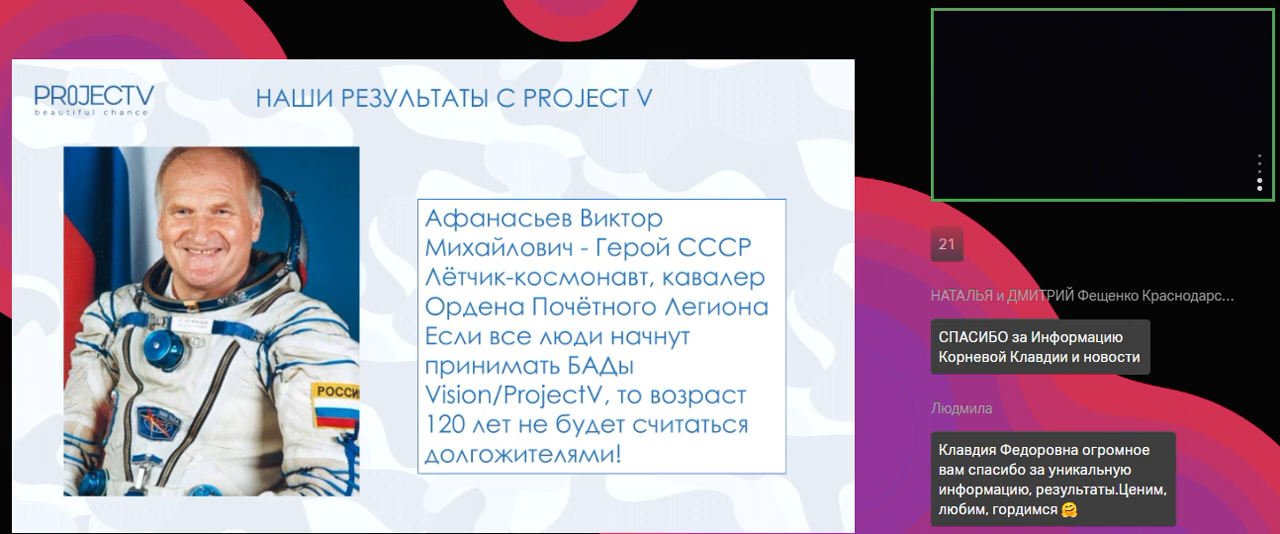 PROJECTV
beautiful chance
НАШИ РЕЗУЛЬТАТЫ С PROJECT V
Афанасьев Виктор
Михайлович - Герой СССР
Лётчик-космонавт, кавалер
Ордена Почётного Легиона
Если все люди начнут
принимать БАДы
Vision/ProjectV, то возраст
120 лет не будет считаться
долгожителями!
РОССИ
21
НАТАЛЬЯ и ДМИТРИЙ Фещенко Краснодарс...
СПАСИБО за Информацию
Корневой Клавдии и новости
Людмила
Клавдия Федоровна огромное
вам спасибо за уникальную
информацию, результаты.Ценим,
любим, гордимся 🤗